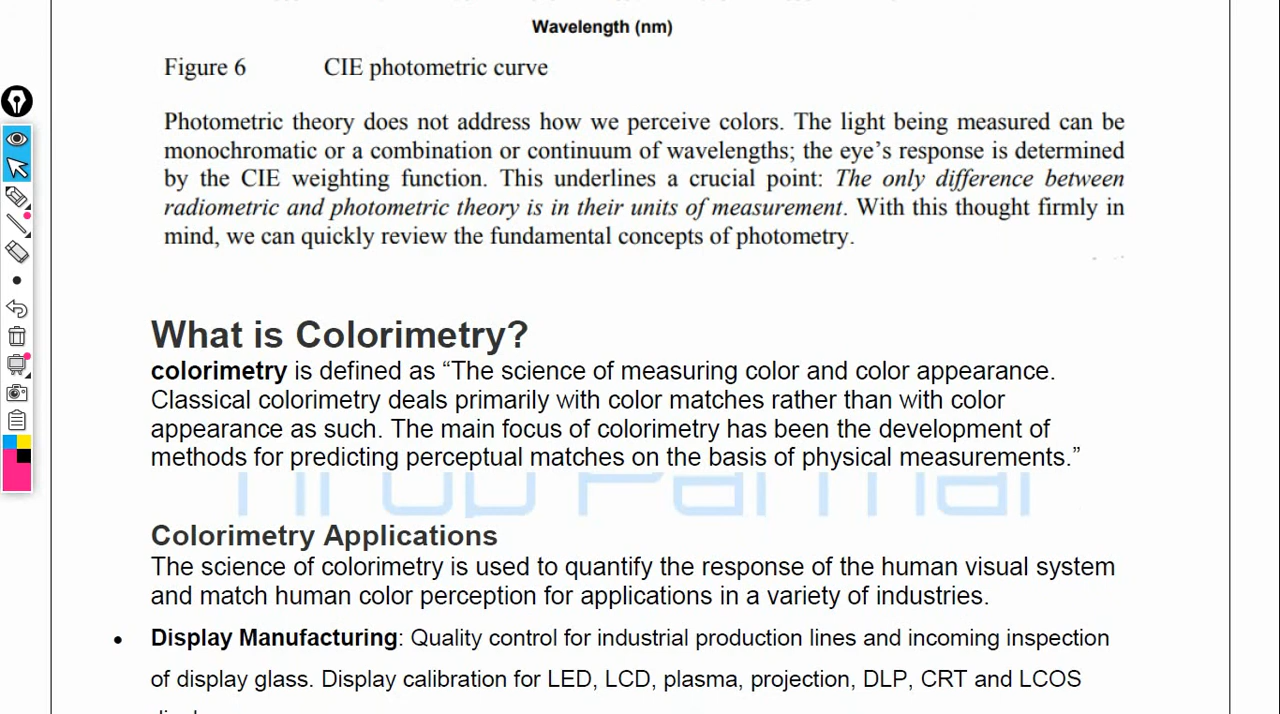 Wavelength (nm)
Figure 6 CIE photometric curve
Photometric theory does not address how we perceive colors. The light being measured can be
monochromatic or a combination or continuum of wavelengths; the eye's response is determined
by the CIE weighting function. This underlines a crucial point: The only difference between
radiometric and photometric theory is in their units of measurement. With this thought firmly in
mind, we can quickly review the fundamental concepts of photometry.
What is Colorimetry?
colorimetry is defined as “The science of measuring color and color appearance.
Classical colorimetry deals primarily with color matches rather than with color
appearance as such. The main focus of colorimetry has been the development of
methods for predicting perceptual matches on the basis of physical measurements.”
Colorimetry Applications
The science of colorimetry is used to quantify the response of the human visual system
and match human color perception for applications in a variety of industries.
• Display Manufacturing: Quality control for industrial production lines and incoming inspection
of display glass. Display calibration for LED, LCD, plasma, projection, DLP, CRT and LCOS